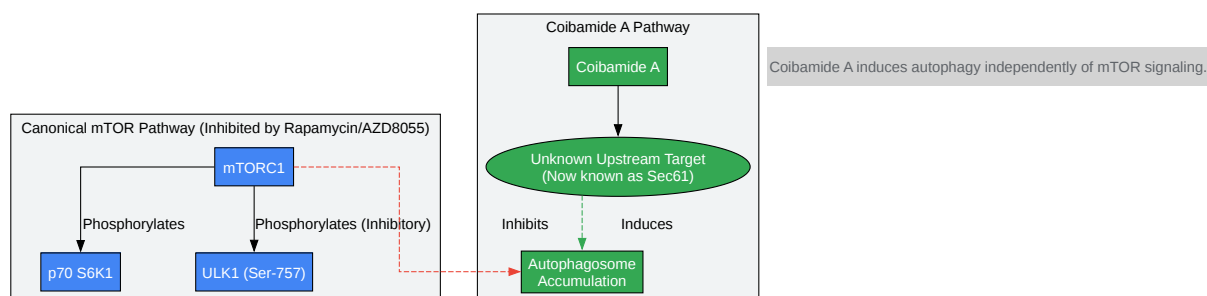 Coibamide A Pathway
Coibamide A
Coibamide A induces autophagy independently of mTOR signaling.
Canonical mTOR Pathway (Inhibited by Rapamycin/AZD8055)
mTORC1
Unknown Upstream Target
(Now known as Sec61)
Phosphorylates
Phosphorylates (Inhibitory)
Inhibits
Induces
p70 S6K1
ULK1 (Ser-757)
Autophagosome
Accumulation